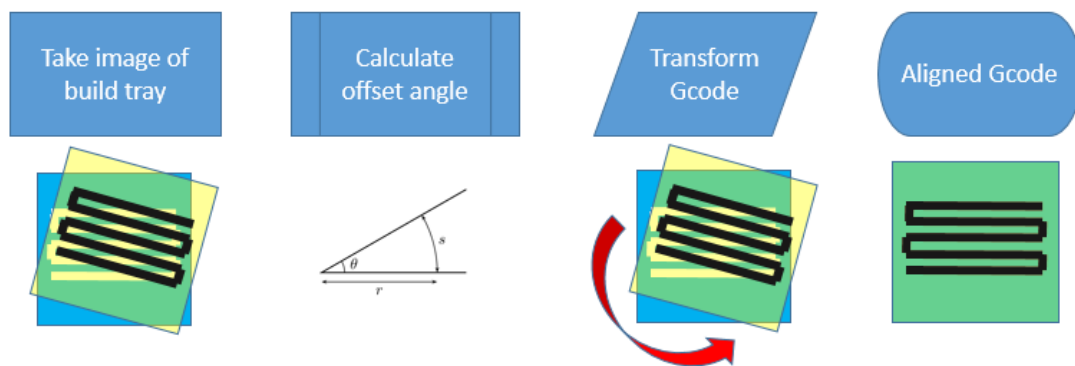 Take image of
build tray
Calculate
offset angle
Transform
Gcode
Aligned Gcode
s
θ
r